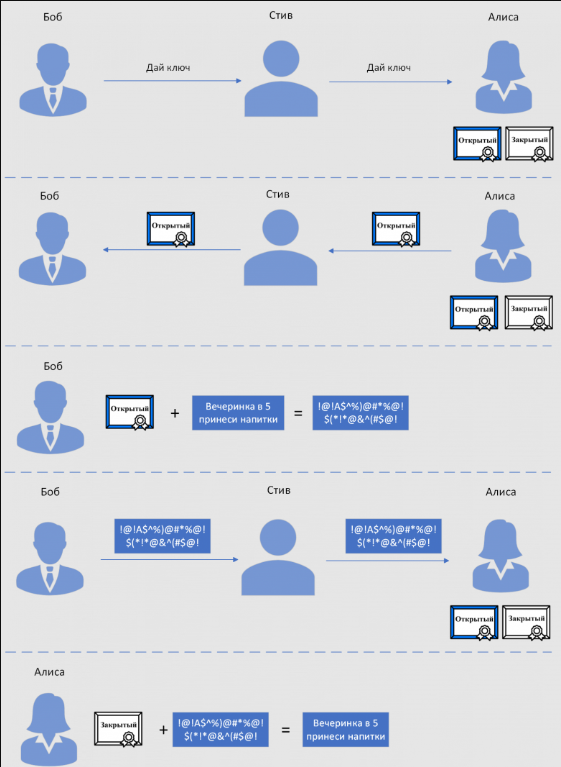 Боб Стив Алиса
Дай ключ Дай ключ
Открытый Закрытый
Боб Стив Алиса
Открытый Открытый
Открытый Закрытый
Боб
Открытый + Вечеринка в 5
принеси напитки = !@!A$^%)@#*%@!
$(*!*@&^(#$@!
Боб Стив Алиса
!@!A$^%)@#*%@!
$(*!*@&^(#$@!
!@!A$^%)@#*%@!
$(*!*@&^(#$@!
Открытый Закрытый
Алиса
Закрытый + !@!A$^%)@#*%@!
$(*!*@&^(#$@! = Вечеринка в 5
принеси напитки